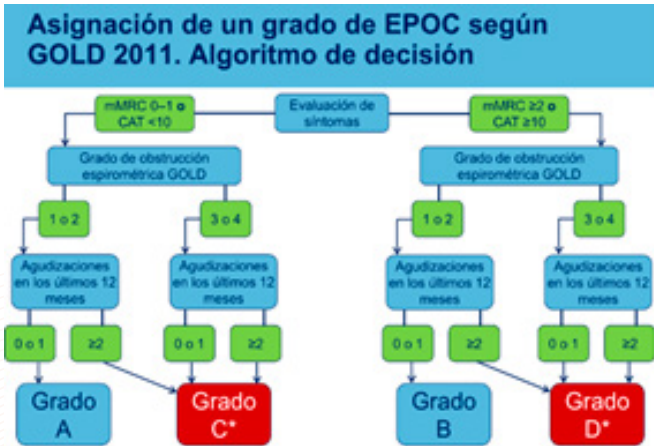 Asignación de un grado de EPOC según
GOLD 2011. Algoritmo de decisión
mMRC 0–1 o
CAT <10
Evaluación de
síntomas
mMRC ≥2 o
CAT ≥10
Grado de obstrucción
espirométrica GOLD
Grado de obstrucción
espirométrica GOLD
1 o 2
3 o 4
1 o 2
3 o 4
Agudizaciones
en los últimos 12
meses
Agudizaciones
en los últimos 12
meses
Agudizaciones
en los últimos 12
meses
Agudizaciones
en los últimos 12
meses
0 o 1
≥2
0 o 1
≥2
0 o 1
≥2
0 o 1
≥2
Grado
A
Grado
C*
Grado
B
Grado
D*